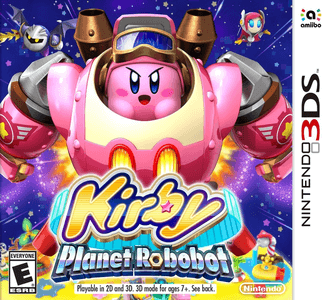 amiibo
NINTENDO 3DS
Kirby
Planet Robobot
EVERYONE
E
ESRB
Playable in 2D and 3D. 3D mode for ages 7+. See back.
Nintendo